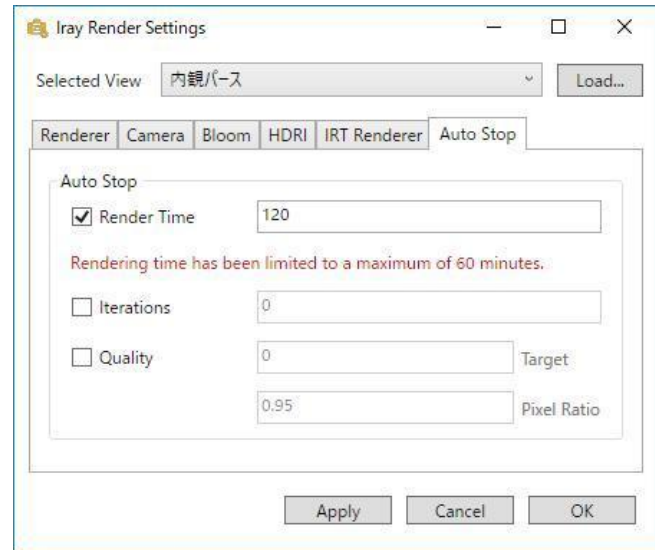 Iray Render Settings
Selected View 内観パース Load...
Renderer Camera Bloom HDRI IRT Renderer Auto Stop
Auto Stop
Render Time 120
Rendering time has been limited to a maximum of 60 minutes.
Iterations 0
Quality 0 Target
0.95 Pixel Ratio
Apply Cancel OK